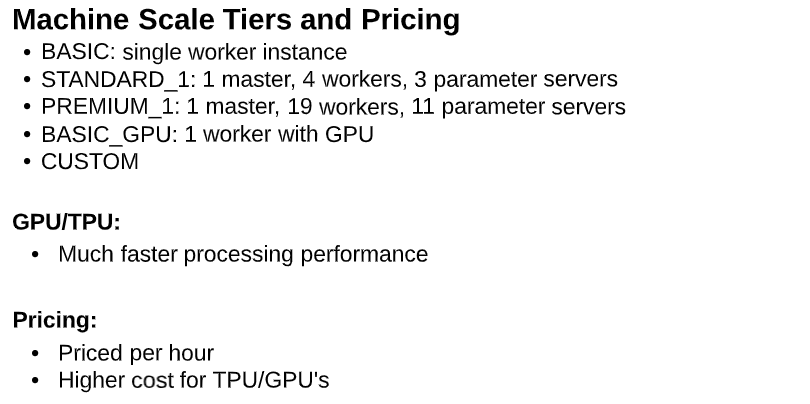 Machine Scale Tiers and Pricing
• BASIC: single worker instance
• STANDARD_1: 1 master, 4 workers, 3 parameter servers
• PREMIUM_1: 1 master, 19 workers, 11 parameter servers
• BASIC_GPU: 1 worker with GPU
• CUSTOM
GPU/TPU:
• Much faster processing performance
Pricing:
• Priced per hour
• Higher cost for TPU/GPU's